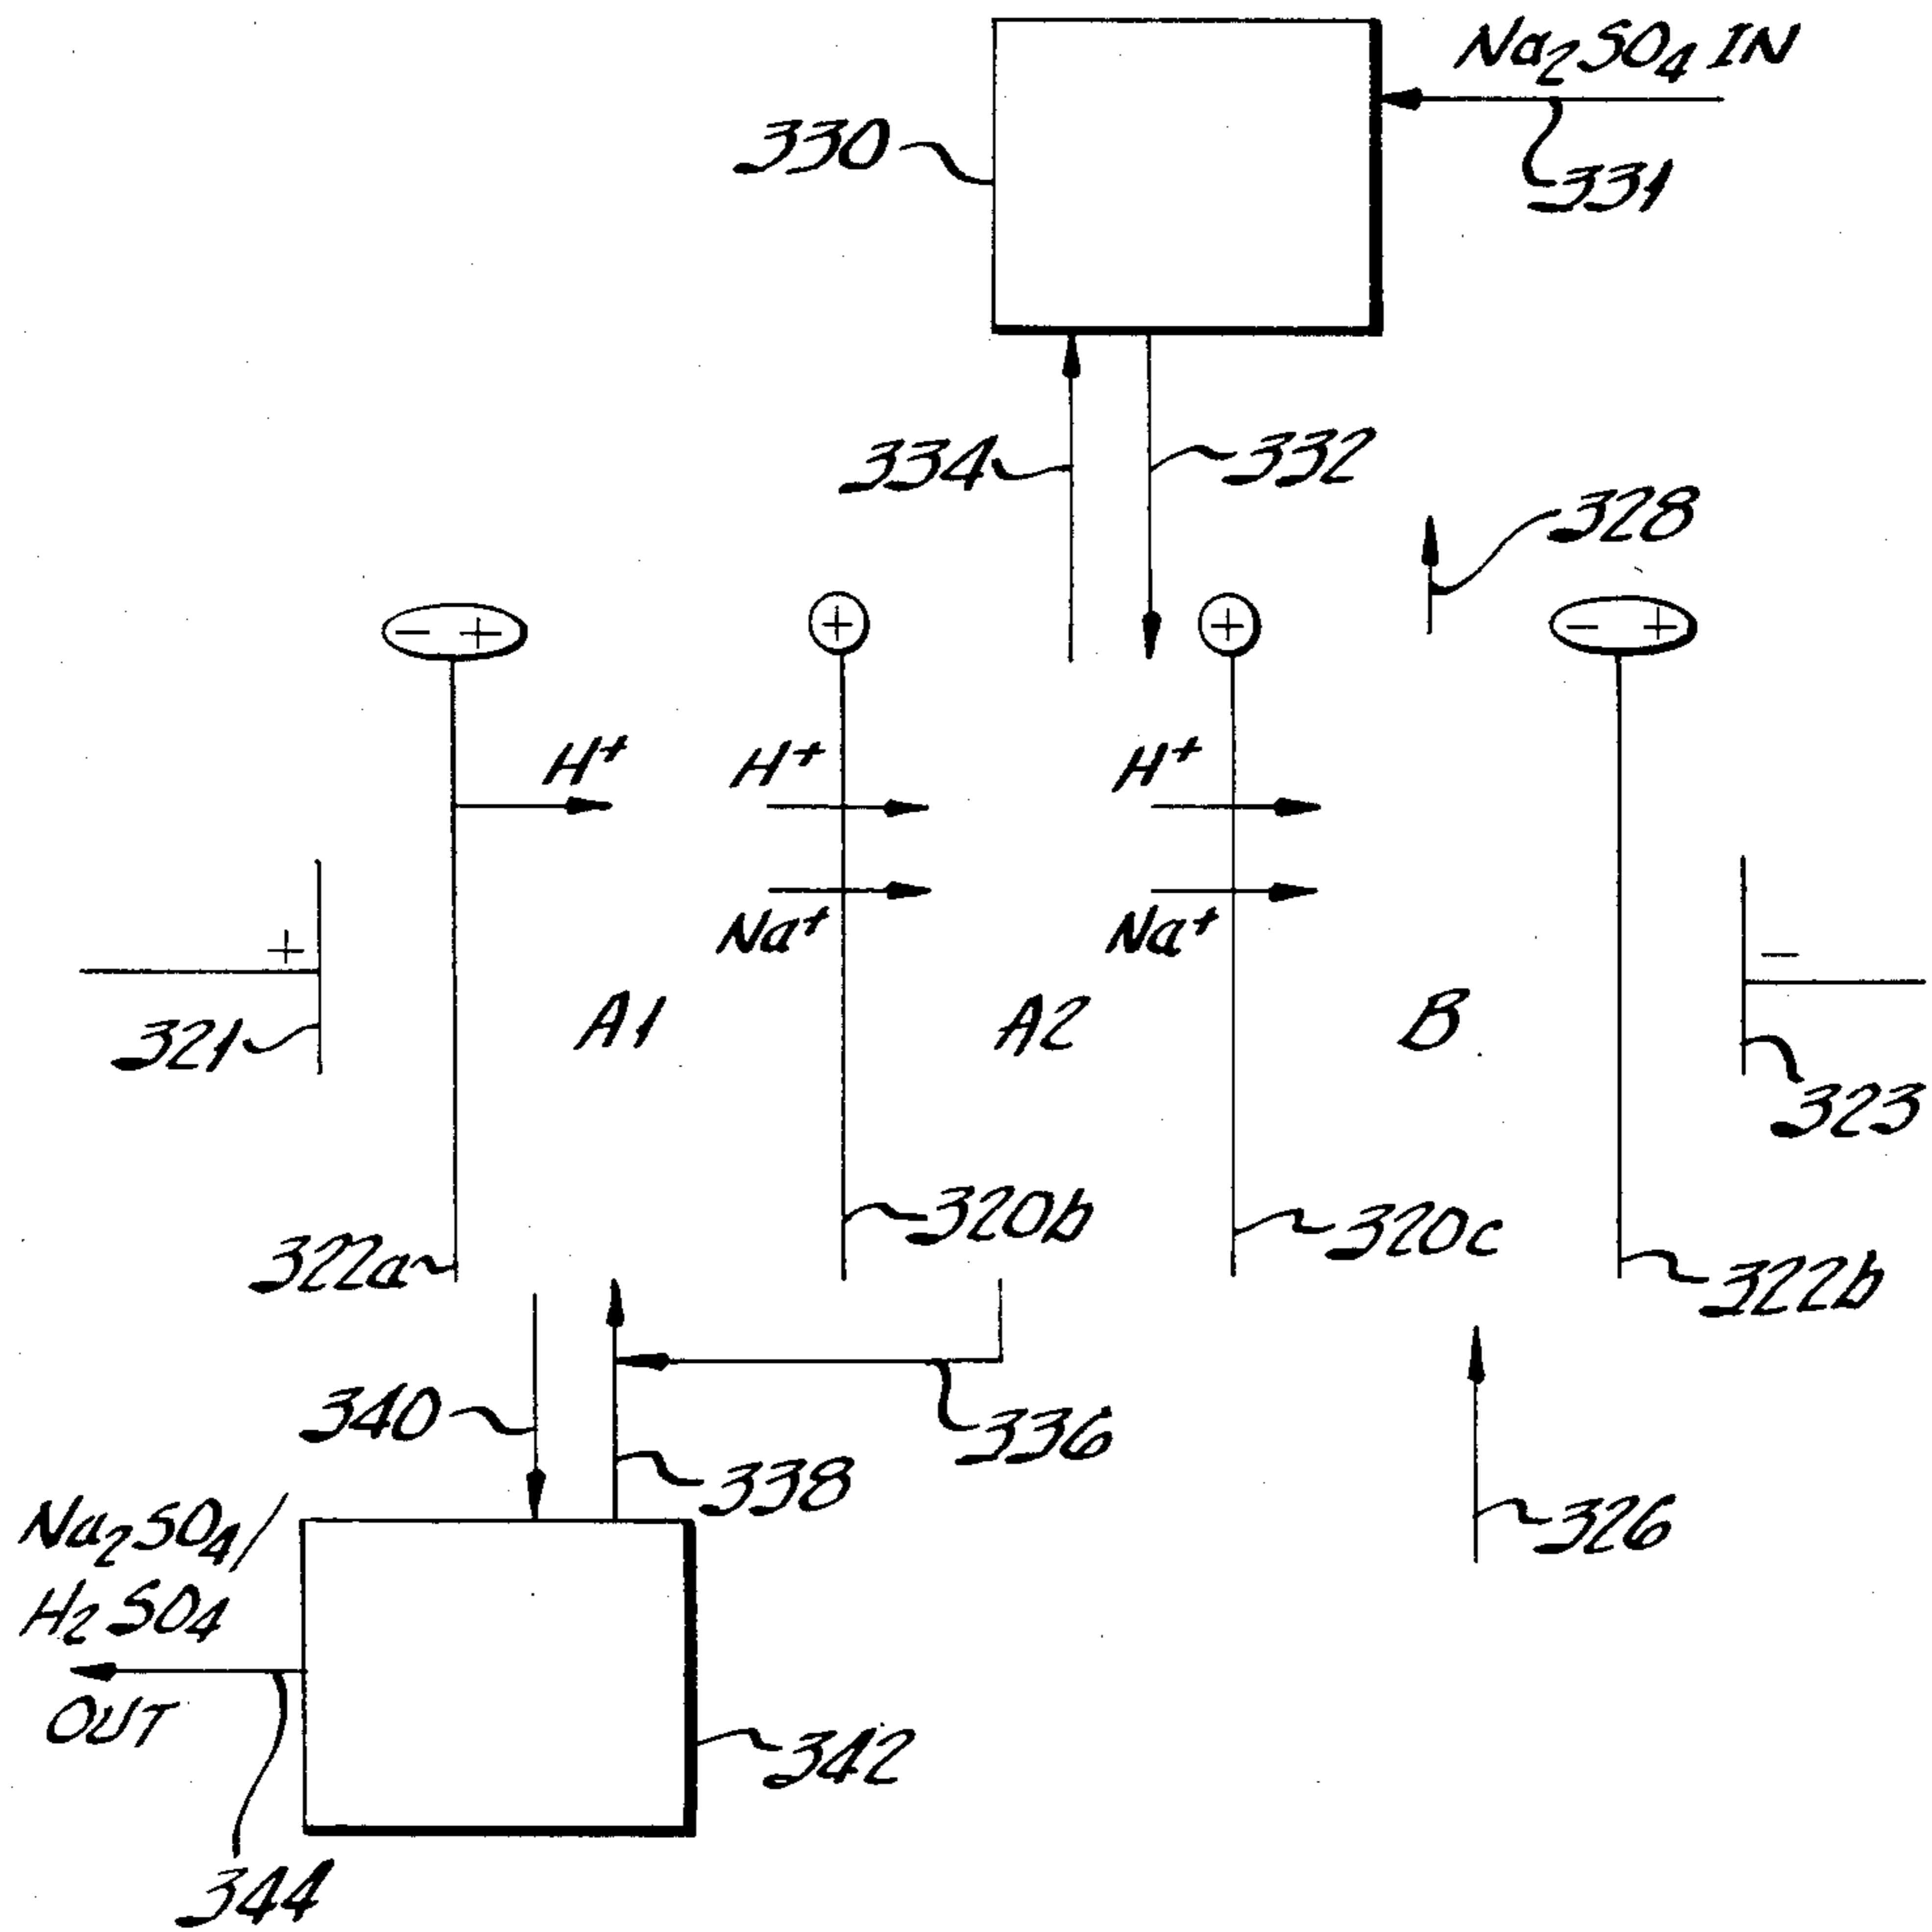 Na2SO4 IN
330
331
334
332
328
- +
+
+
- +
H+
H+
H+
Na+
Na+
+
-
321
A1
A2
B
323
320b
320c
322a
322b
340
336
338
326
Na2SO4/
H2SO4
OUT
342
344